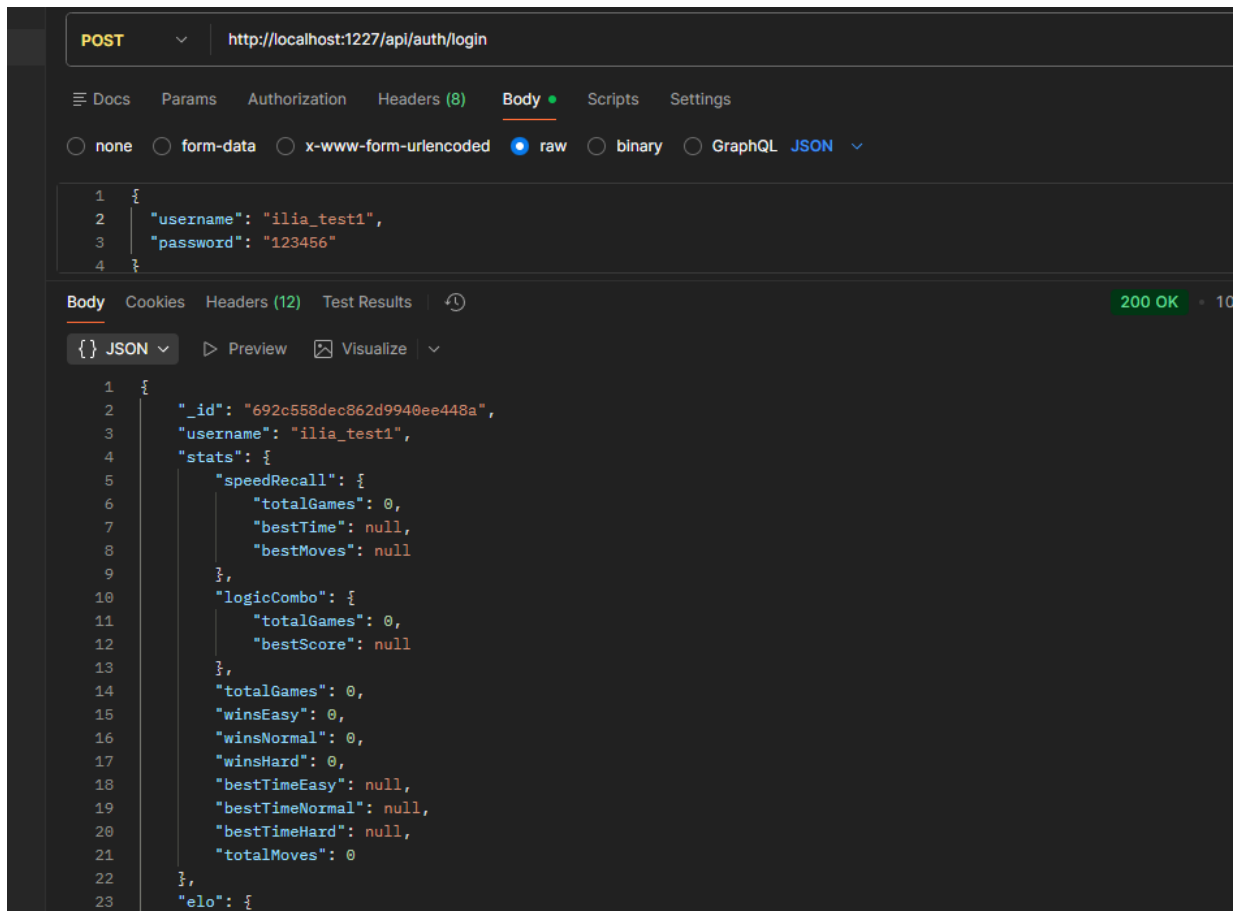 POST http://localhost:1227/api/auth/login
Docs Params Authorization Headers (8) Body Scripts Settings
none form-data x-www-form-urlencoded raw binary GraphQL JSON
1 {
2 "username": "ilia_test1",
3 "password": "123456"
4 }
Body Cookies Headers (12) Test Results 200 OK • 10
{} JSON Preview Visualize
1 {
2 "_id": "692c558dec862d9940ee448a",
3 "username": "ilia_test1",
4 "stats": {
5 "speedRecall": {
6 "totalGames": 0,
7 "bestTime": null,
8 "bestMoves": null
9 },
10 "logicCombo": {
11 "totalGames": 0,
12 "bestScore": null
13 },
14 "totalGames": 0,
15 "winsEasy": 0,
16 "winsNormal": 0,
17 "winsHard": 0,
18 "bestTimeEasy": null,
19 "bestTimeNormal": null,
20 "bestTimeHard": null,
21 "totalMoves": 0
22 },
23 "elo": {